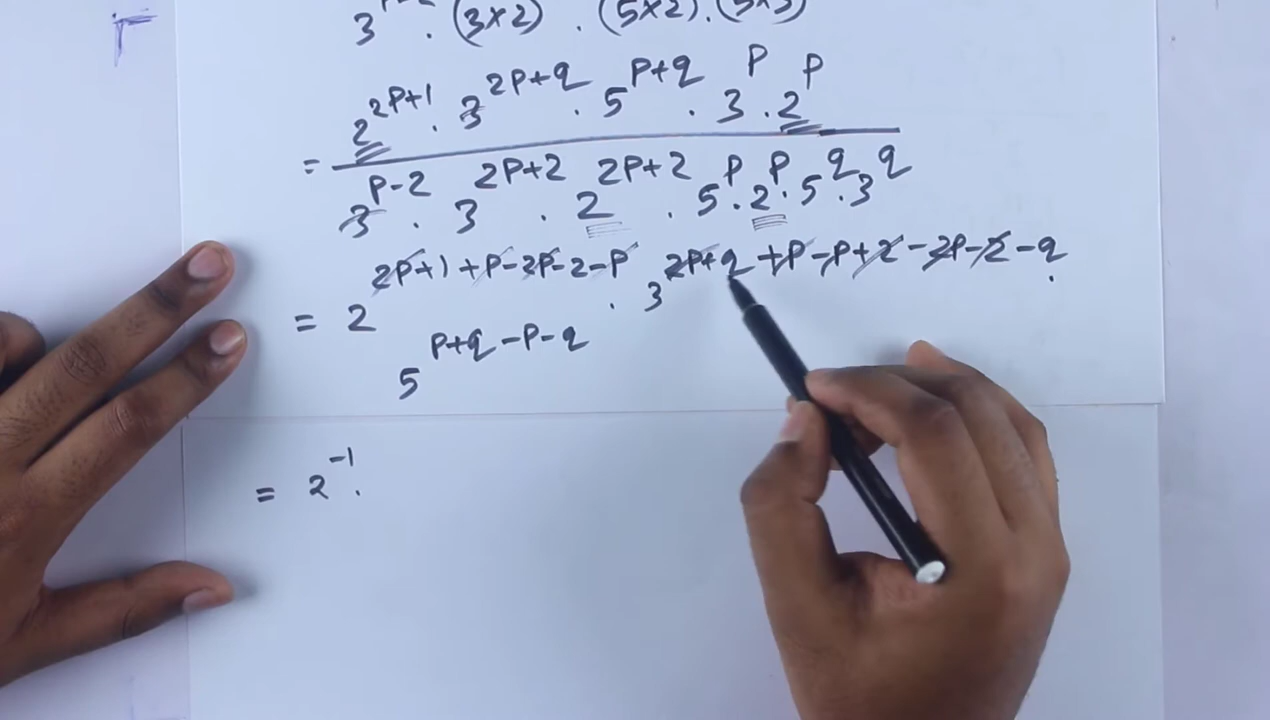 3 . (3×2) . (5×2) . (5×3)
2^{2P+1} . 3^{2P+q} . 5^{P+q} . 3^P . 2^P
=
3^{P-2} . 3^{2P+2} . 2^{2P+2} . 5^P . 2^P . 5^q . 3^q
= 2^{2P+1+P-2P-2-P} . 3^{2P+q+P-P+2-2P-2-q} .
5^{P+q-P-q}
= 2^{-1} .